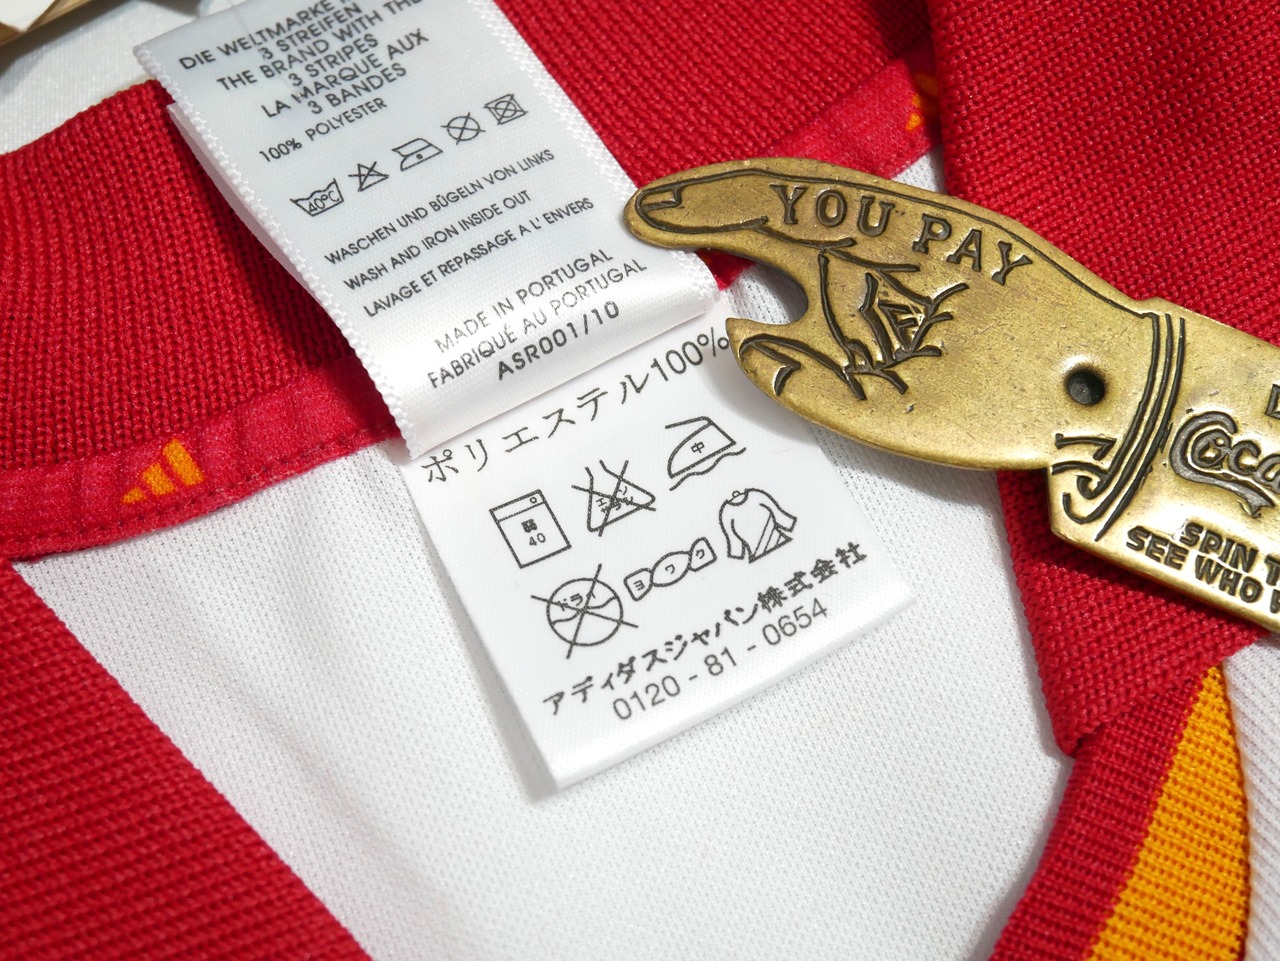 DIE WELTMARKE
3 STREIFEN
THE BRAND WITH THE
3 STRIPES
LA MARQUE AUX
3 BANDES
100% POLYESTER
40°C
WASCHEN UND BÜGELN VON LINKS
WASH AND IRON INSIDE OUT
LAVAGE ET REPASSAGE A L' ENVERS
MADE IN PORTUGAL
FABRIQUÉ AU PORTUGAL
ASR001/10
ポリエステル100%
中
弱
40
ドライ
ヨワク
アディダスジャパン株式会社
0120 - 81 - 0654
YOU PAY
SPIN
SEE WHO